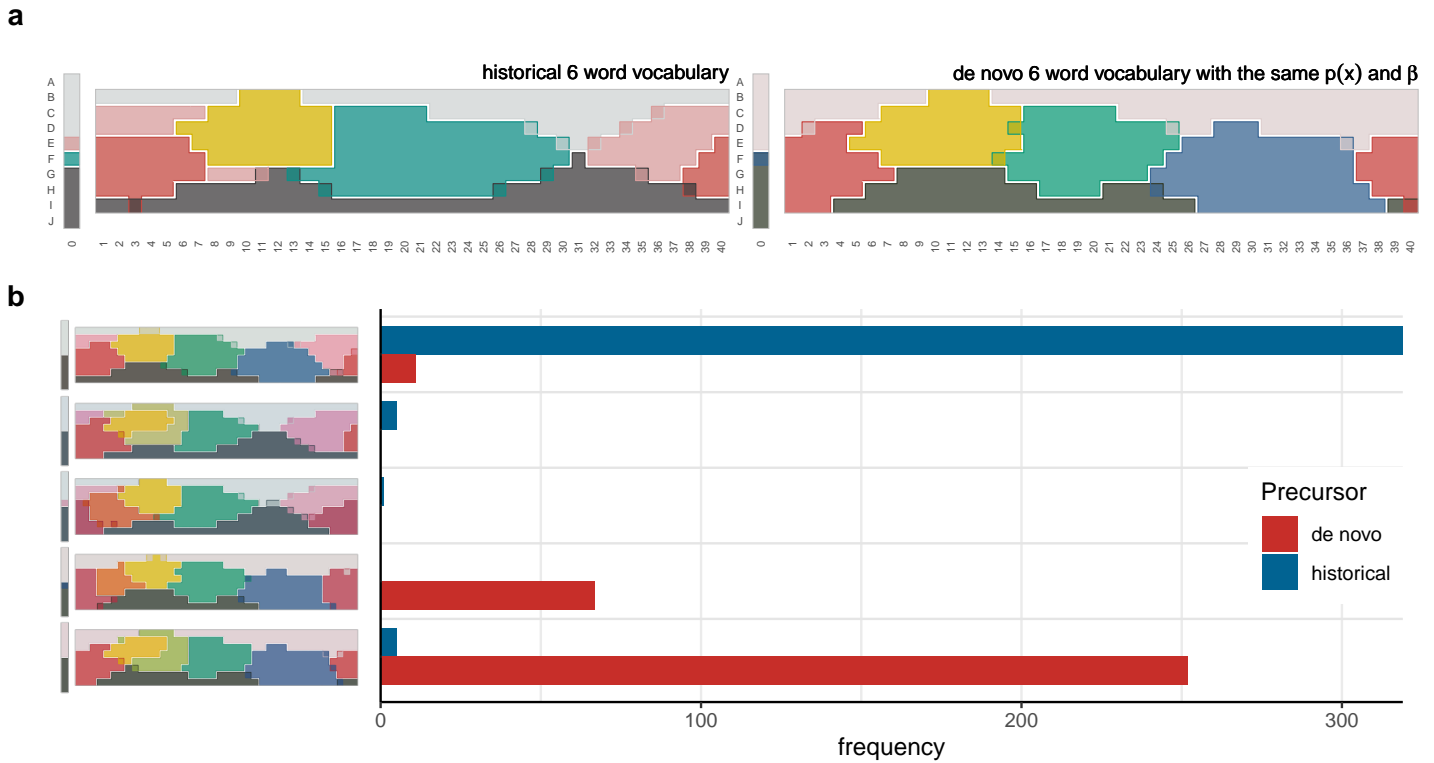 a
historical 6 word vocabulary
de novo 6 word vocabulary with the same p(x) and β
A
B
C
D
E
F
G
H
I
J
0
1 2 3 4 5 6 7 8 9 10 11 12 13 14 15 16 17 18 19 20 21 22 23 24 25 26 27 28 29 30 31 32 33 34 35 36 37 38 39 40
A
B
C
D
E
F
G
H
I
J
0
1 2 3 4 5 6 7 8 9 10 11 12 13 14 15 16 17 18 19 20 21 22 23 24 25 26 27 28 29 30 31 32 33 34 35 36 37 38 39 40
b
Precursor
de novo
historical
0 100 200 300
frequency